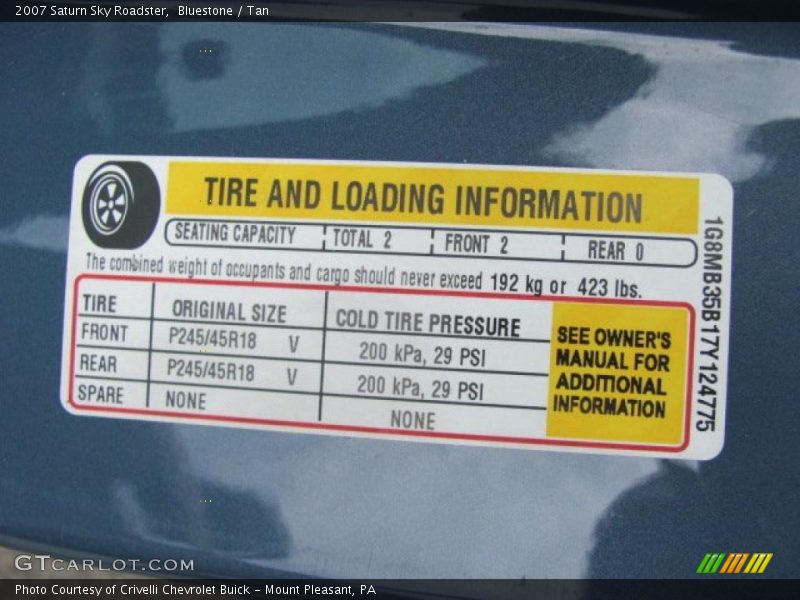 2007 Saturn Sky Roadster, Bluestone / Tan
TIRE AND LOADING INFORMATION
SEATING CAPACITY TOTAL 2 FRONT 2 REAR 0
The combined weight of occupants and cargo should never exceed 192 kg or 423 lbs.
TIRE ORIGINAL SIZE COLD TIRE PRESSURE
FRONT P245/45R18 V 200 kPa, 29 PSI
REAR P245/45R18 V 200 kPa, 29 PSI
SPARE NONE NONE
SEE OWNER'S
MANUAL FOR
ADDITIONAL
INFORMATION
1G8MB35B17Y124775
GTCARLOT.COM
Photo Courtesy of Crivelli Chevrolet Buick - Mount Pleasant, PA